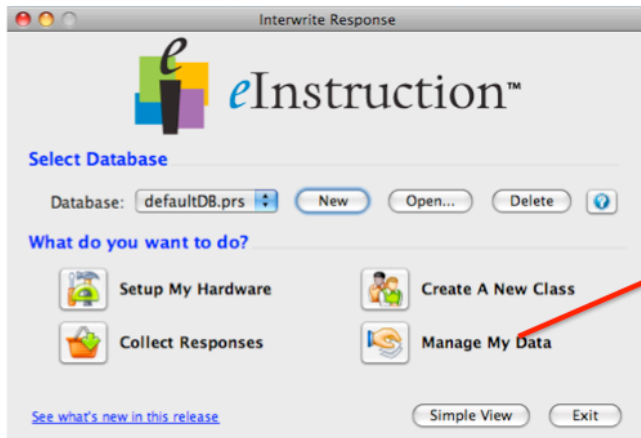 Interwrite Response
eInstruction™
Select Database
Database: defaultDB.prs New Open... Delete ?
What do you want to do?
Setup My Hardware Create A New Class
Collect Responses Manage My Data
See what's new in this release Simple View Exit